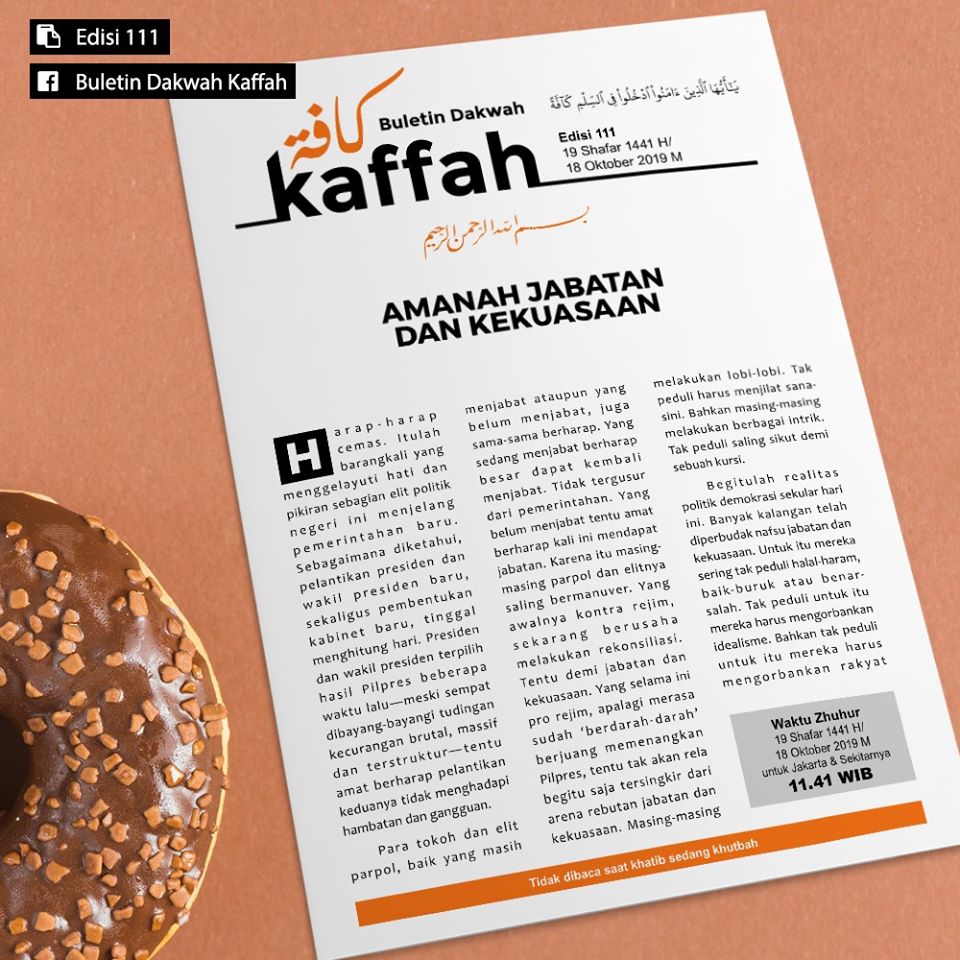 Edisi 111
Buletin Dakwah Kaffah
كافة
Buletin Dakwah
kaffah
يَٰٓأَيُّهَا ٱلَّذِينَ ءَامَنُوا۟ ٱدْخُلُوا۟ فِى ٱلسِّلْمِ كَآفَّةً
Edisi 111
19 Shafar 1441 H/
18 Oktober 2019 M
بسم الله الرحمن الرحيم
AMANAH JABATAN
DAN KEKUASAAN
Harap-harap
cemas. Itulah
barangkali yang
menggelayuti hati dan
pikiran sebagian elit politik
negeri ini menjelang
pemerintahan baru.
Sebagaimana diketahui,
pelantikan presiden dan
wakil presiden baru,
sekaligus pembentukan
kabinet baru, tinggal
menghitung hari. Presiden
dan wakil presiden terpilih
hasil Pilpres beberapa
waktu lalu—meski sempat
dibayang-bayangi tudingan
kecurangan brutal, massif
dan terstruktur—tentu
amat berharap pelantikan
keduanya tidak menghadapi
hambatan dan gangguan.
Para tokoh dan elit
parpol, baik yang masih
menjabat ataupun yang
belum menjabat, juga
sama-sama berharap. Yang
sedang menjabat berharap
besar dapat kembali
menjabat. Tidak tergusur
dari pemerintahan. Yang
belum menjabat tentu amat
berharap kali ini mendapat
jabatan. Karena itu masing-
masing parpol dan elitnya
saling bermanuver. Yang
awalnya kontra rejim,
sekarang berusaha
melakukan rekonsiliasi.
Tentu demi jabatan dan
kekuasaan. Yang selama ini
pro rejim, apalagi merasa
sudah ‘berdarah-darah’
berjuang memenangkan
Pilpres, tentu tak akan rela
begitu saja tersingkir dari
arena rebutan jabatan dan
kekuasaan. Masing-masing
melakukan lobi-lobi. Tak
peduli harus menjilat sana-
sini. Bahkan masing-masing
melakukan berbagai intrik.
Tak peduli saling sikut demi
sebuah kursi.
Begitulah realitas
politik demokrasi sekular hari
ini. Banyak kalangan telah
diperbudak nafsu jabatan dan
kekuasaan. Untuk itu mereka
sering tak peduli halal-haram,
baik-buruk atau benar-
salah. Tak peduli untuk itu
mereka harus mengorbankan
idealisme. Bahkan tak peduli
untuk itu mereka harus
mengorbankan rakyat
Waktu Zhuhur
19 Shafar 1441 H/
18 Oktober 2019 M
untuk Jakarta & Sekitarnya
11.41 WIB
Tidak dibaca saat khatib sedang khutbah